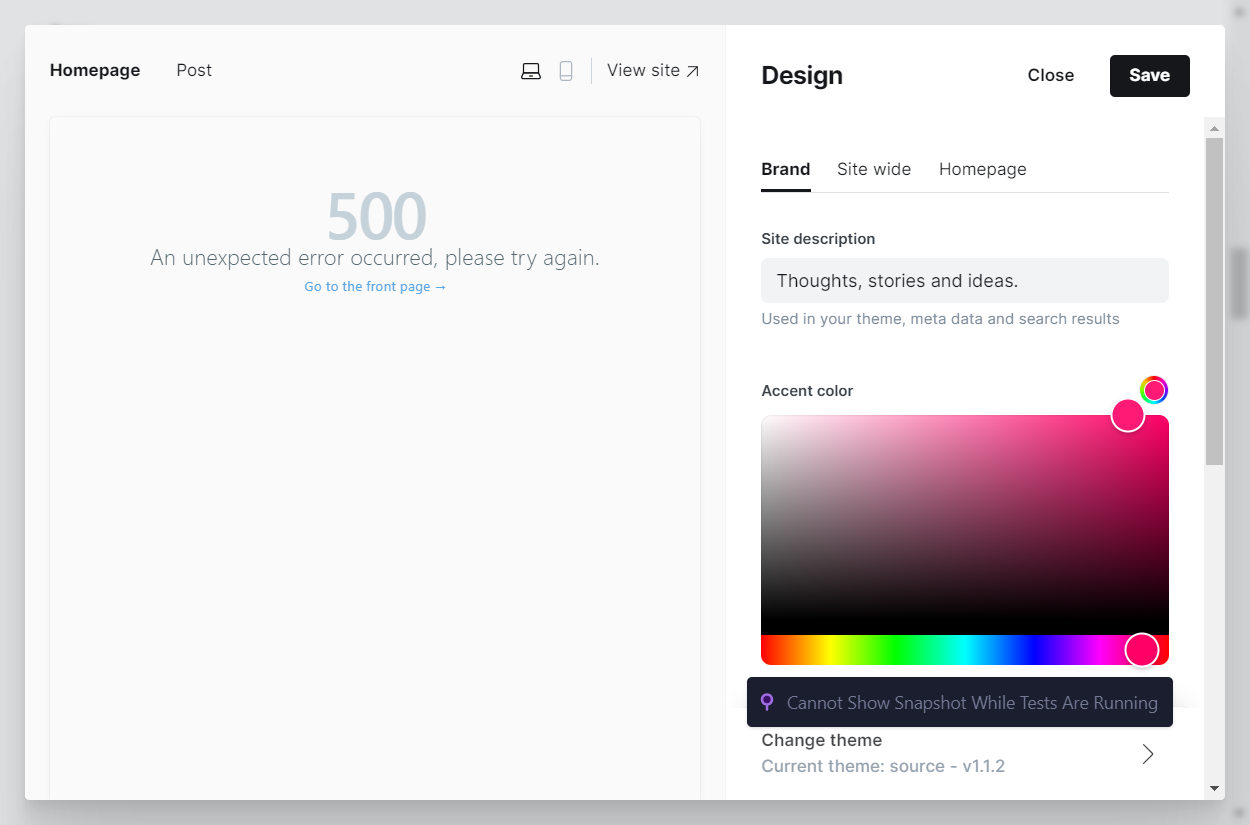 Homepage Post View site
500
An unexpected error occurred, please try again.
Go to the front page →
Design Close Save
Brand Site wide Homepage
Site description
Thoughts, stories and ideas.
Used in your theme, meta data and search results
Accent color
Cannot Show Snapshot While Tests Are Running
Change theme
Current theme: source - v1.1.2